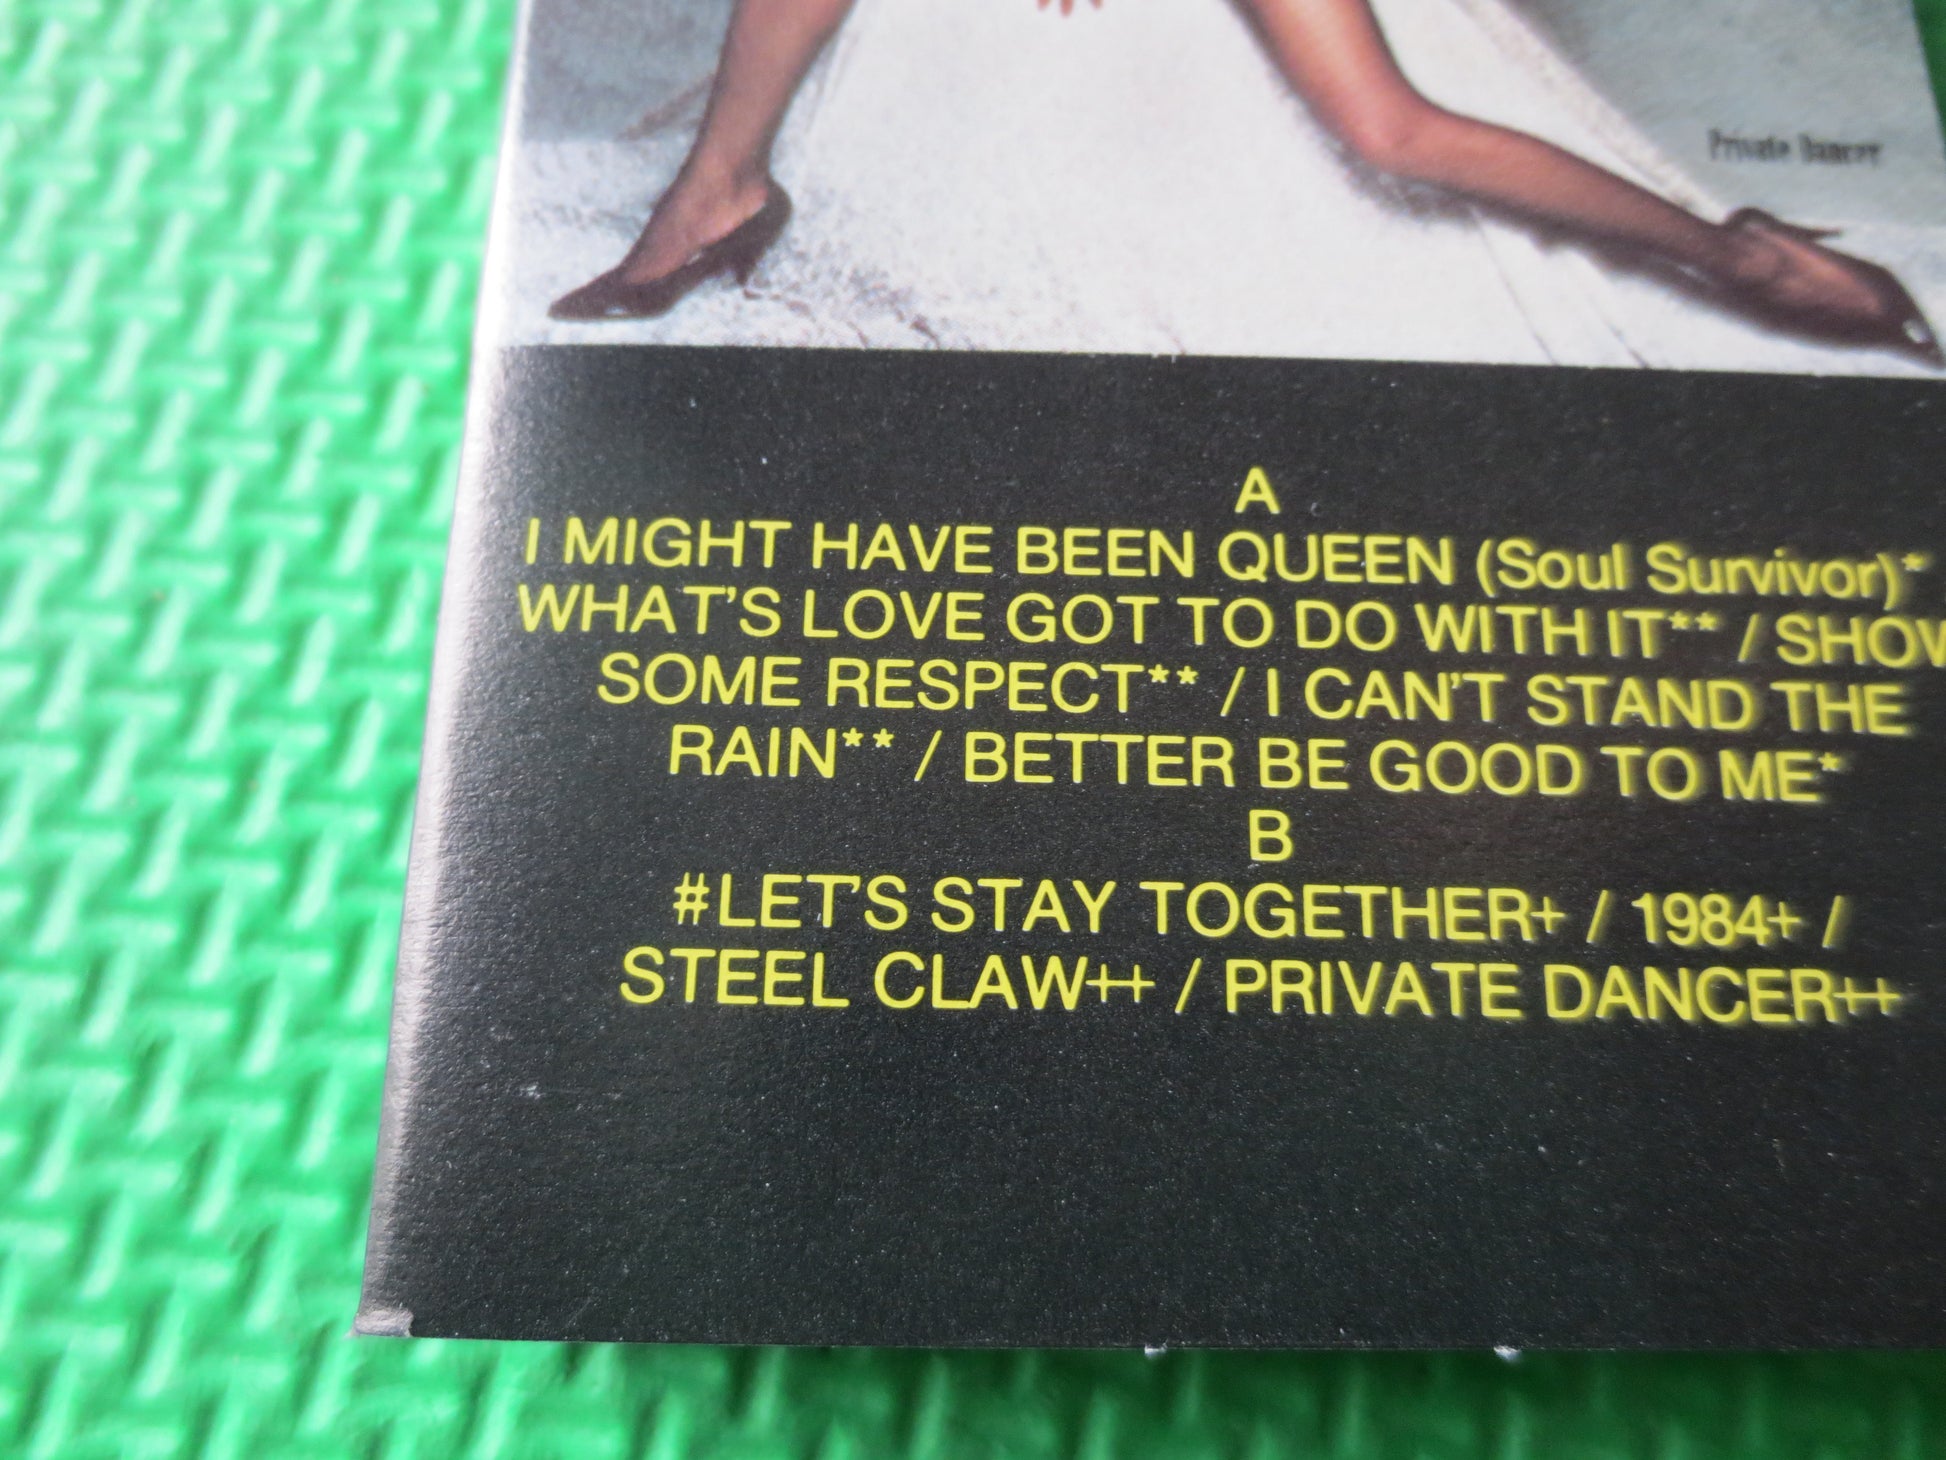 Private Dancer
A
I MIGHT HAVE BEEN QUEEN (Soul Survivor)*
WHAT'S LOVE GOT TO DO WITH IT** / SHOW
SOME RESPECT** / I CAN'T STAND THE
RAIN** / BETTER BE GOOD TO ME*
B
#LET'S STAY TOGETHER+ / 1984+ /
STEEL CLAW++ / PRIVATE DANCER++